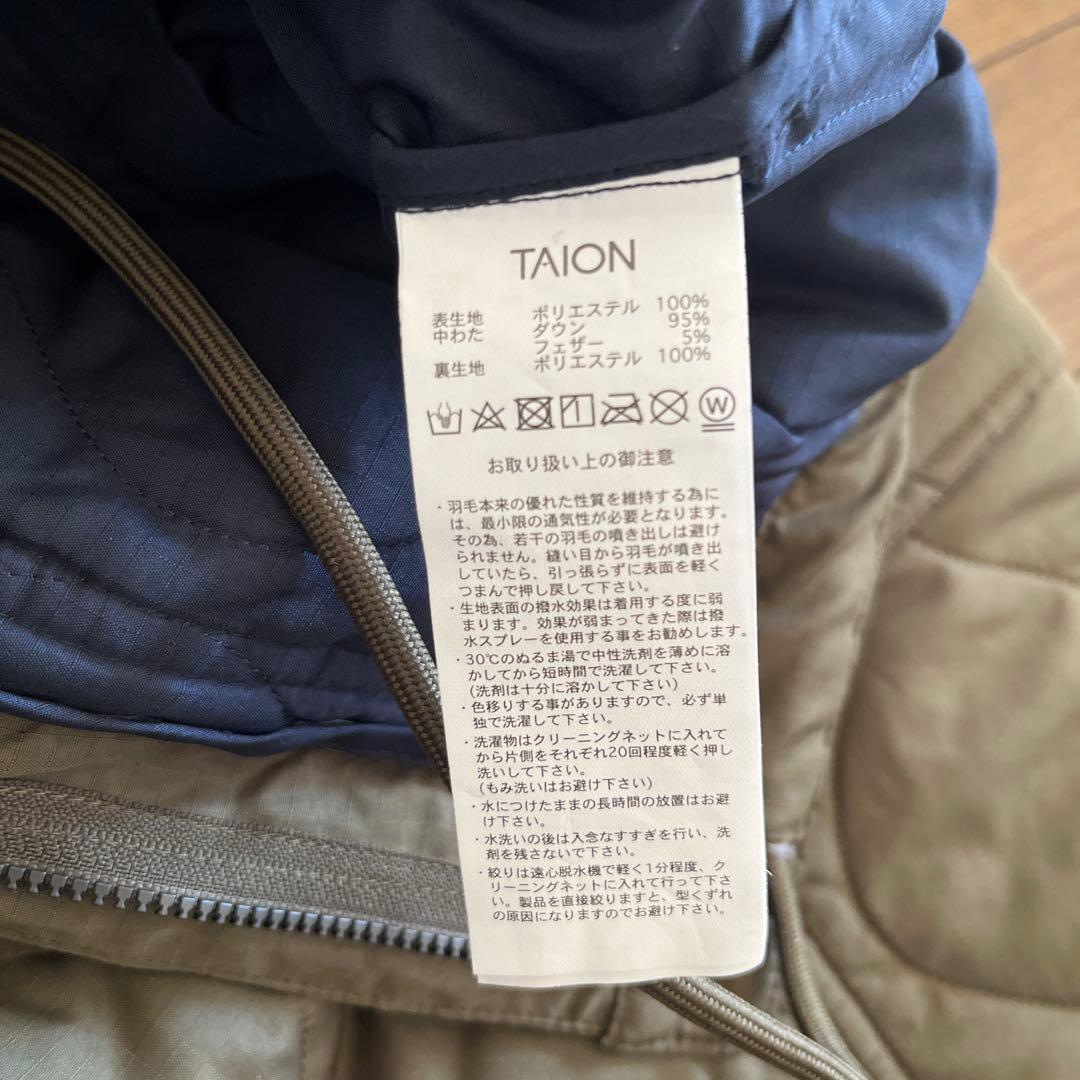 TAION
表生地 ポリエステル 100%
中わた ダウン 95%
フェザー 5%
裏生地 ポリエステル 100%
W
お取り扱い上の御注意
・羽毛本来の優れた性質を維持する為に
は、最小限の通気性が必要となります。
その為、若干の羽毛の噴き出しは避け
られません。縫い目から羽毛が噴き出
していたら、引っ張らずに表面を軽く
つまんで押し戻して下さい。
・生地表面の撥水効果は着用する度に弱
まります。効果が弱まってきた際は撥
水スプレーを使用する事をお勧めします。
・30℃のぬるま湯で中性洗剤を薄めに溶
かしてから短時間で洗濯して下さい。
(洗剤は十分に溶かして下さい)
・色移りする事がありますので、必ず単
独で洗濯して下さい。
・洗濯物はクリーニングネットに入れて
から片側をそれぞれ20回程度軽く押し
洗いして下さい。
(もみ洗いはお避け下さい)
・水につけたままの長時間の放置はお避
け下さい。
・水洗いの後は入念なすすぎを行い、洗
剤を残さないで下さい。
・絞りは遠心脱水機で軽く1分程度、ク
リーニングネットに入れて行って下さ
い。製品を直接絞りますと、型くずれ
の原因になりますのでお避け下さい。